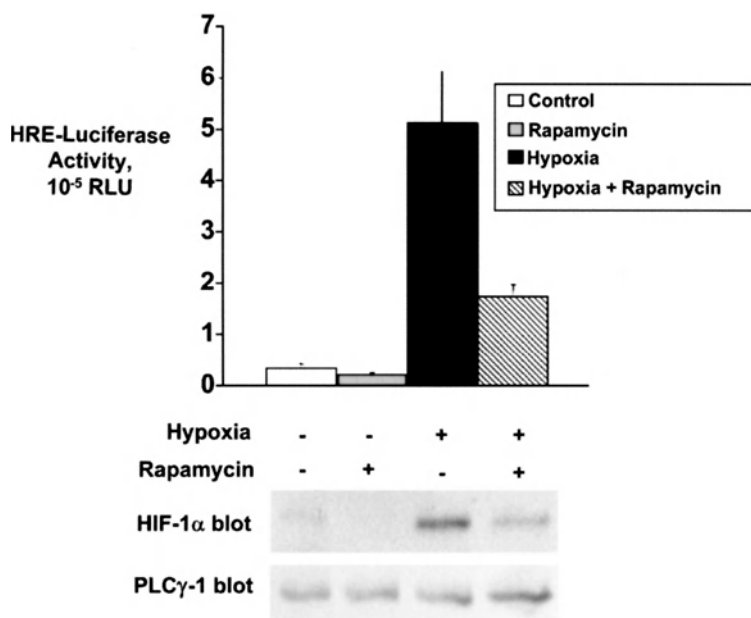 7
6
5
4
3
2
1
0
HRE-Luciferase
Activity,
10-5 RLU
Control
Rapamycin
Hypoxia
Hypoxia + Rapamycin
Hypoxia - - + +
Rapamycin - + - +
HIF-1α blot
PLCγ-1 blot